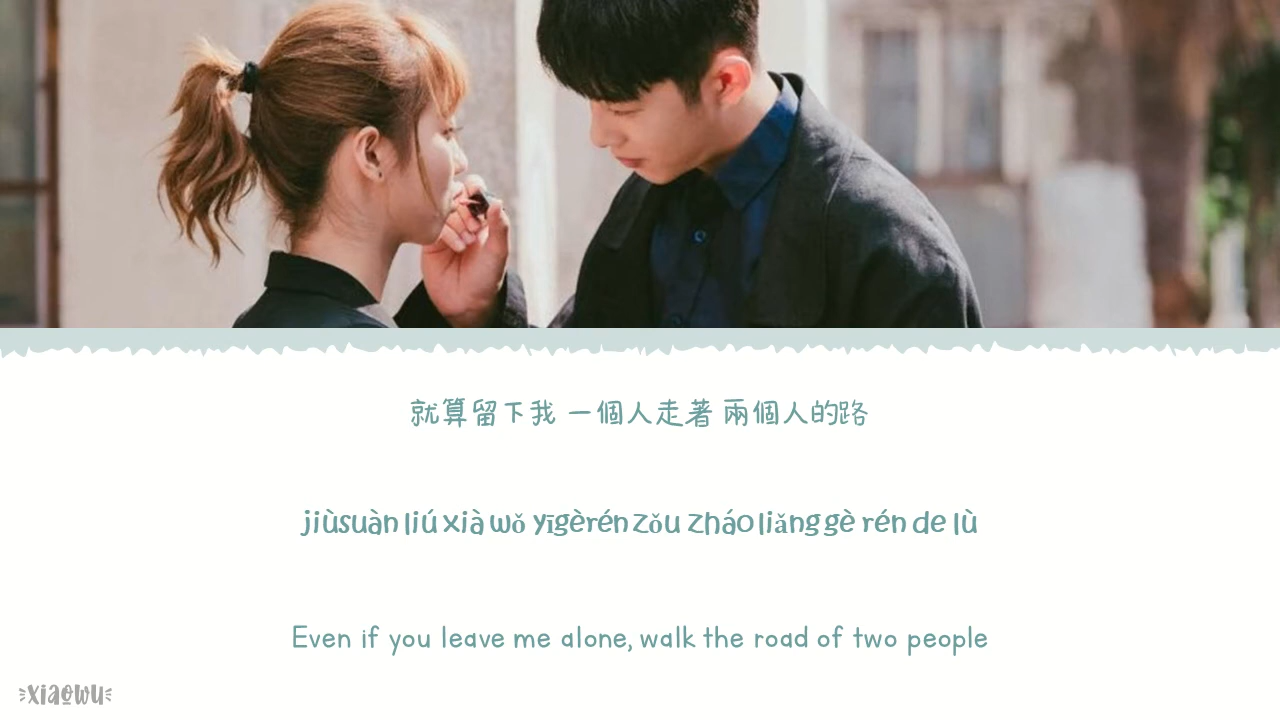 就算留下我 一個人走著 兩個人的路
jiùsuàn liú xià wǒ yīgèrén zǒu zháo liǎng gè rén de lù
Even if you leave me alone, walk the road of two people
xiaowu